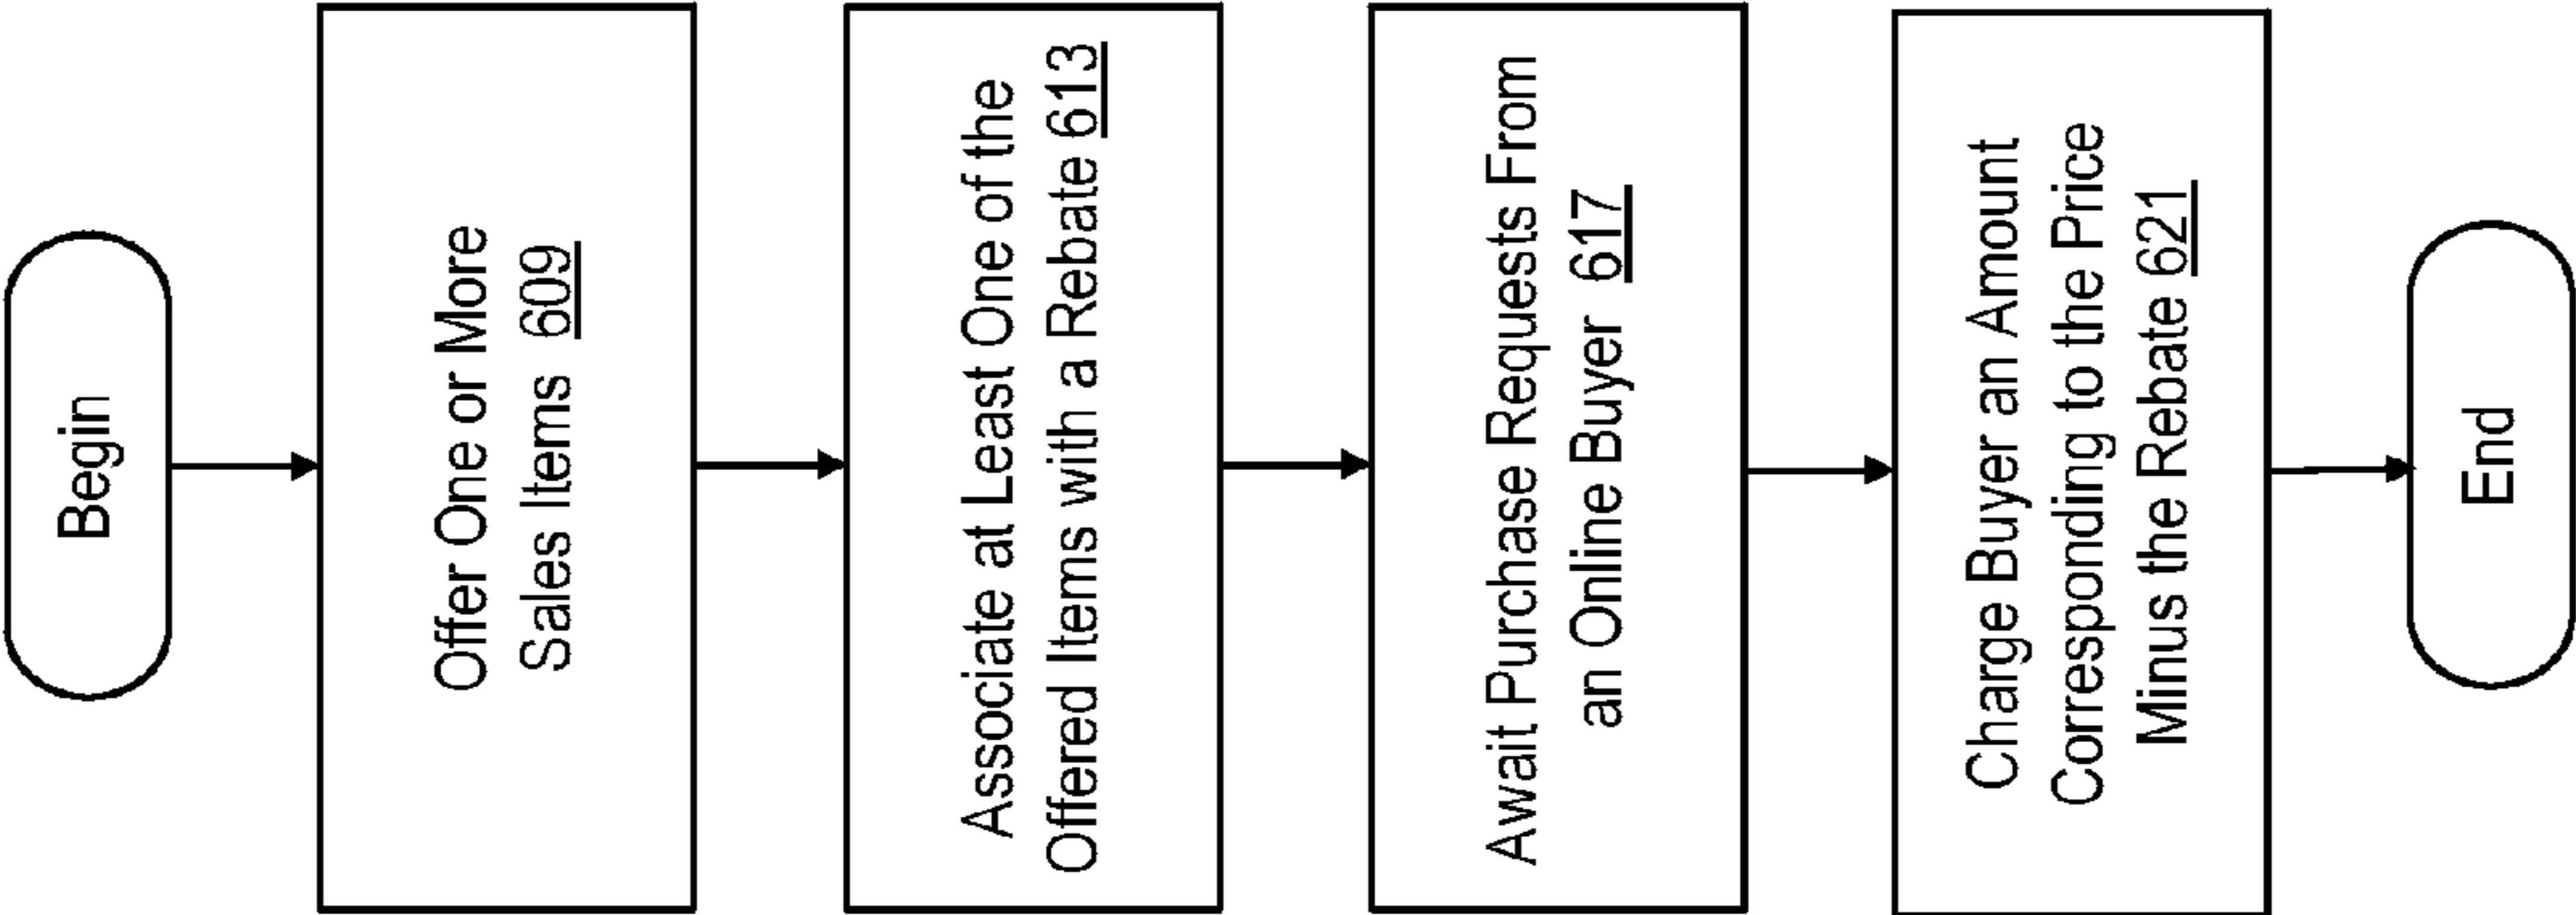 Begin
Offer One or More
Sales Items 609
Associate at Least One of the
Offered Items with a Rebate 613
Await Purchase Requests From
an Online Buyer 617
Charge Buyer an Amount
Corresponding to the Price
Minus the Rebate 621
End